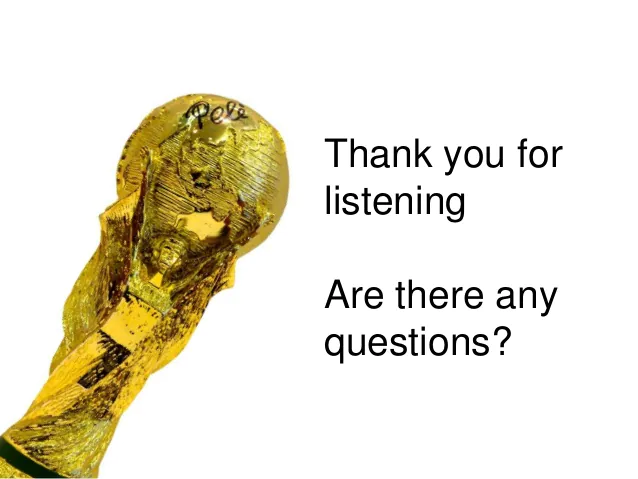 Pelé
Thank you for
listening
Are there any
questions?